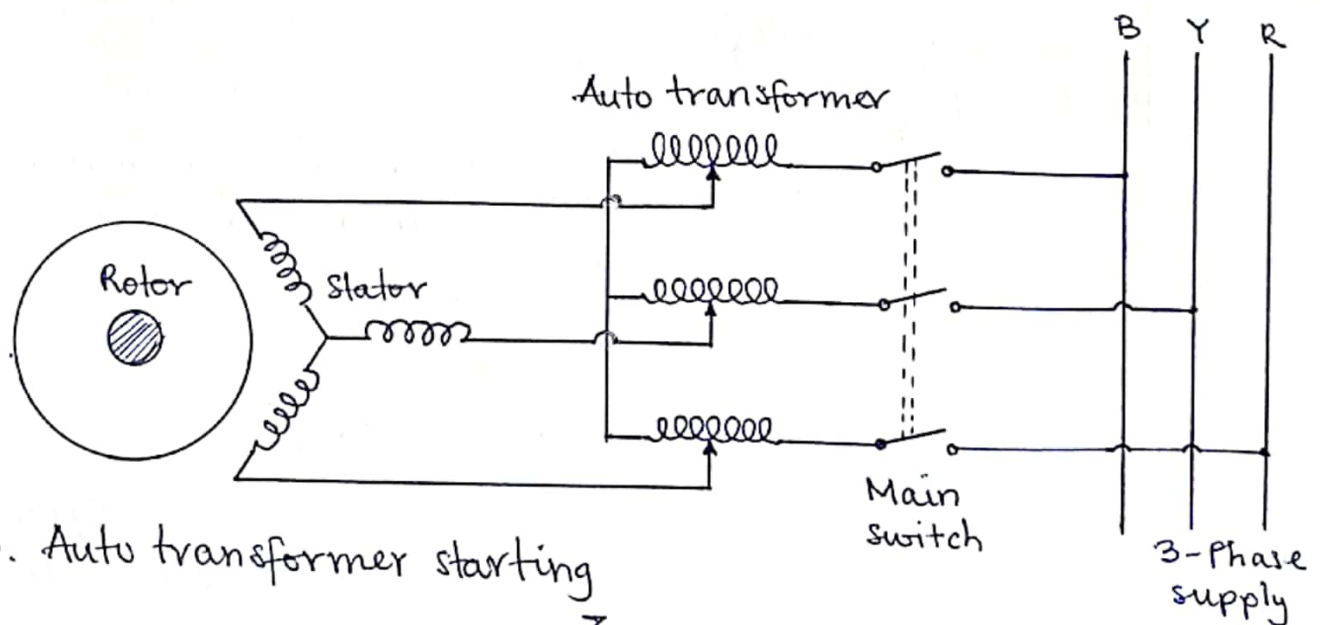 B Y R
Auto transformer
Rotor
Stator
Main
switch
. Auto transformer starting
3-Phase
supply